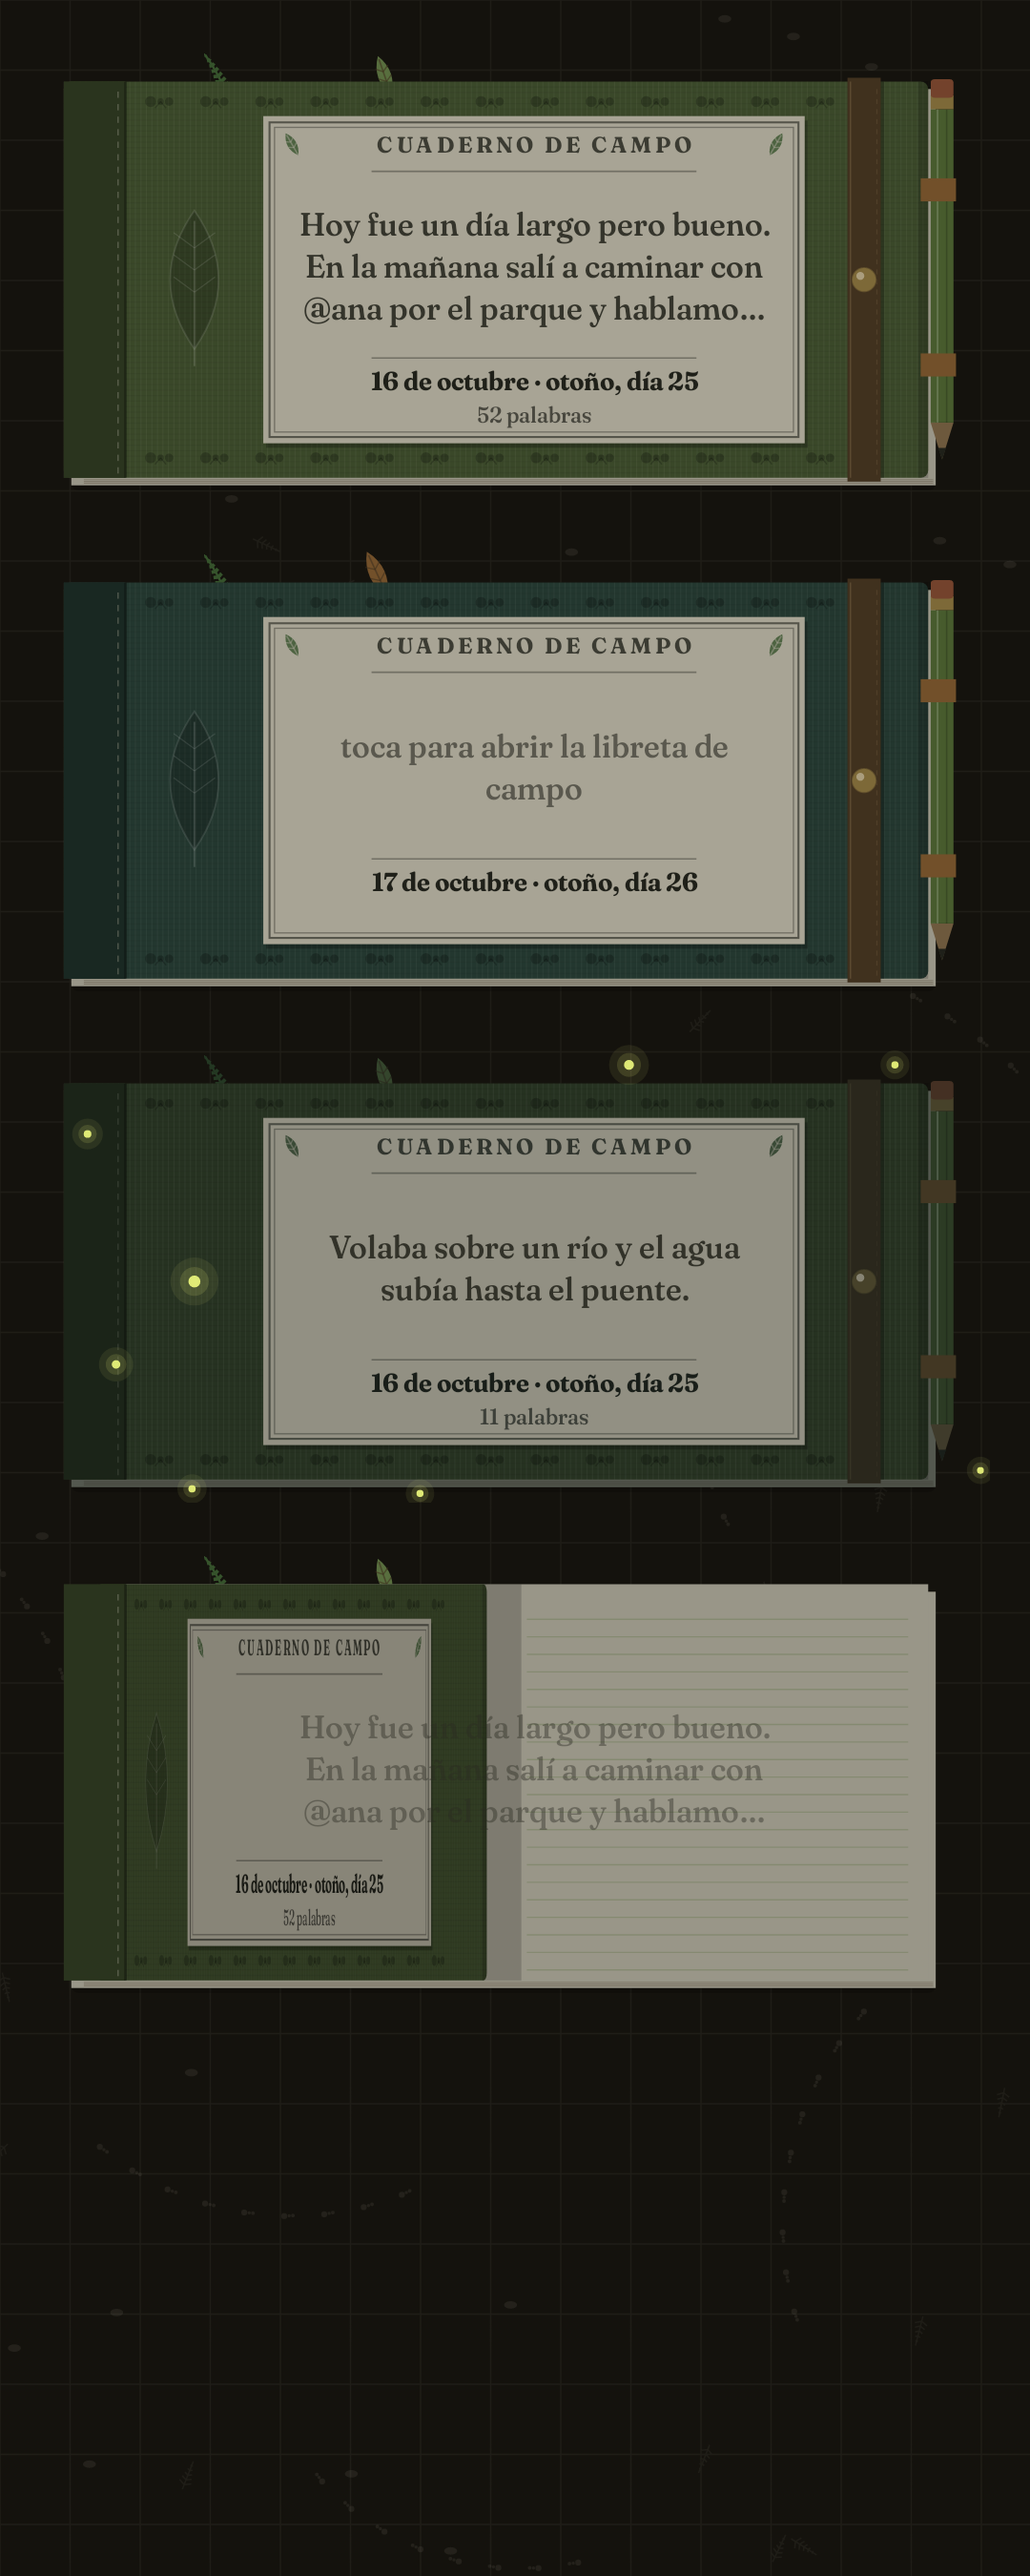 CUADERNO DE CAMPO
Hoy fue un día largo pero bueno.
En la mañana salí a caminar con
@ana por el parque y hablamo...
16 de octubre · otoño, día 25
52 palabras
CUADERNO DE CAMPO
toca para abrir la libreta de
campo
17 de octubre · otoño, día 26
CUADERNO DE CAMPO
Volaba sobre un río y el agua
subía hasta el puente.
16 de octubre · otoño, día 25
11 palabras
CUADERNO DE CAMPO
Hoy fue un día largo pero bueno.
En la mañana salí a caminar con
@ana por el parque y hablamo...
16 de octubre · otoño, día 25
52 palabras